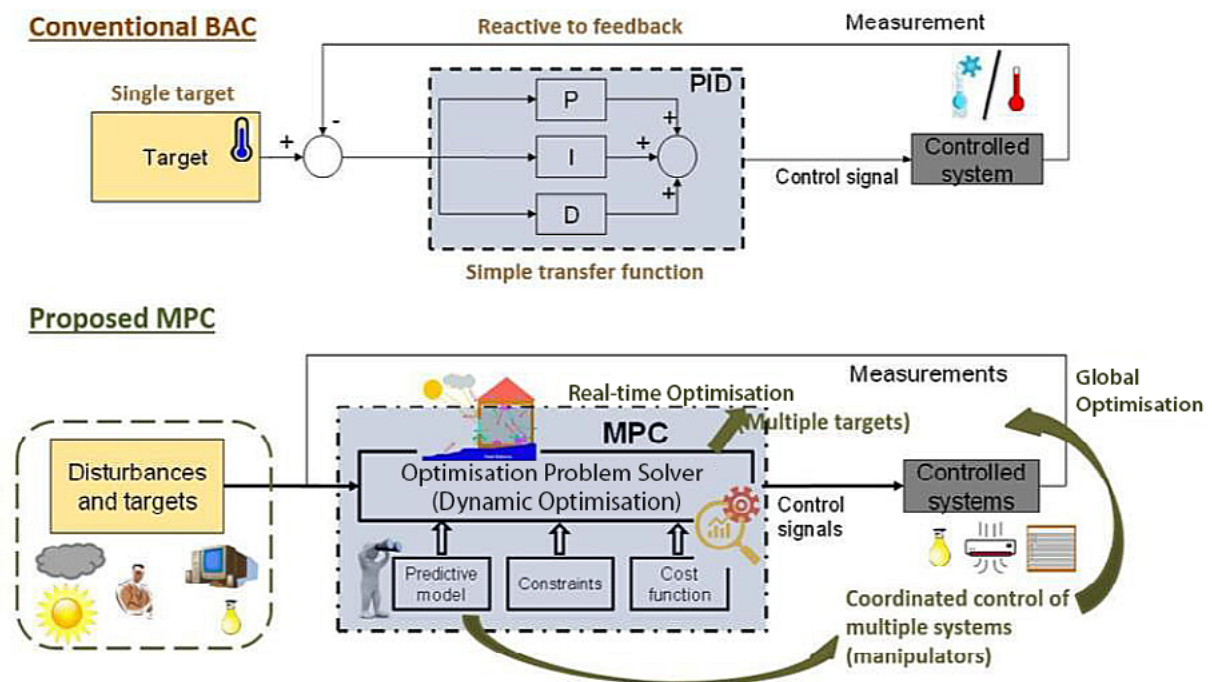 Conventional BAC
Reactive to feedback
Measurement
Single target
PID
Target
+
-
P
I
D
+
+
+
Control signal
Controlled
system
Simple transfer function
Proposed MPC
Measurements
Global
Optimisation
Real-time Optimisation
(Multiple targets)
MPC
Disturbances
and targets
Optimisation Problem Solver
(Dynamic Optimisation)
Control
signals
Controlled
systems
Predictive
model
Constraints
Cost
function
Coordinated control of
multiple systems
(manipulators)